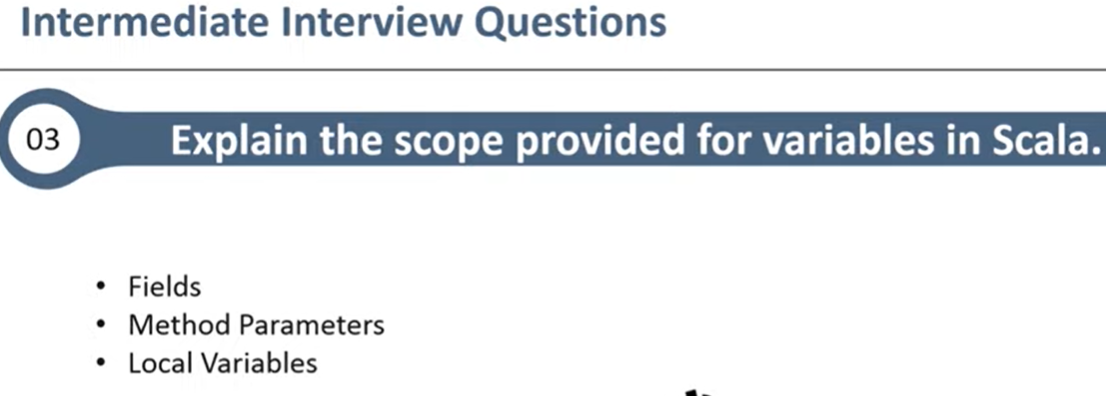 Intermediate Interview Questions
03
Explain the scope provided for variables in Scala.
• Fields
• Method Parameters
• Local Variables